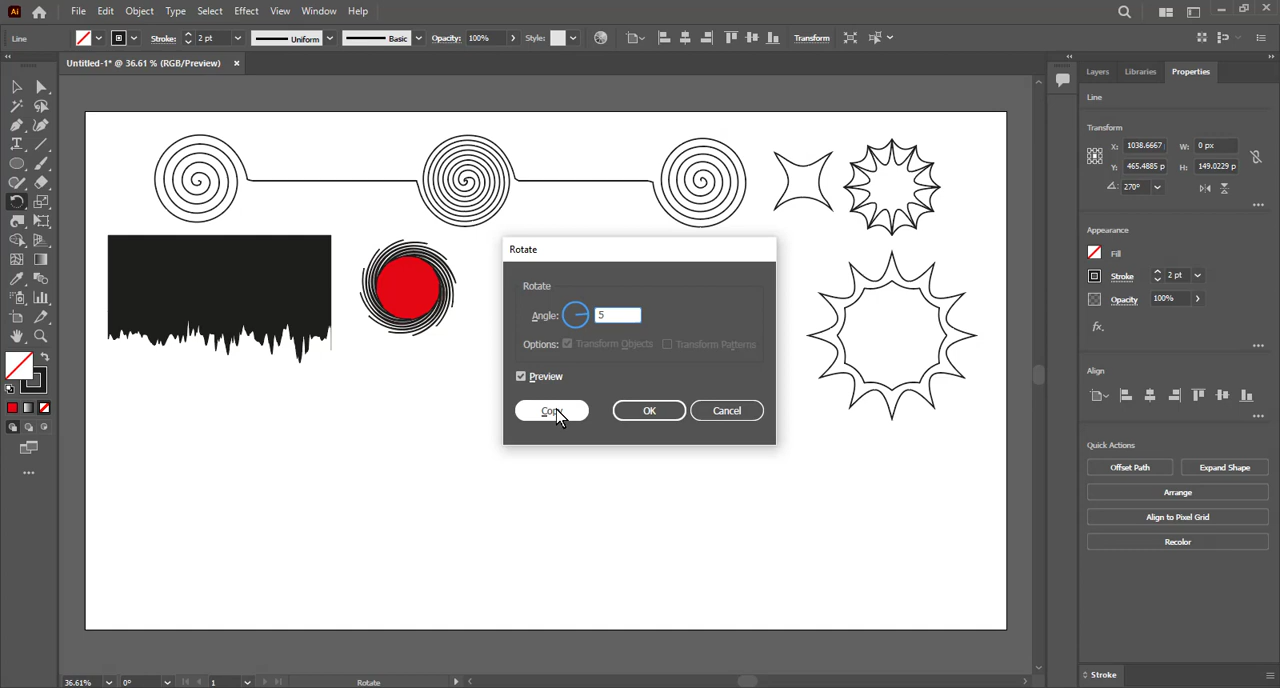 Ai File Edit Object Type Select Effect View Window Help
Line Stroke: 2 pt Uniform Basic Opacity: 100% Style: Transform
Untitled-1* @ 36.61 % (RGB/Preview) ×
Layers Libraries Properties
Line
Transform
X: 1038.6667 W: 0 px
Y: 465.4885 p H: 149.0229 p
270°
Appearance
Fill
Stroke 2 pt
Opacity 100%
fx.
Align
Quick Actions
Offset Path Expand Shape
Arrange
Align to Pixel Grid
Recolor
Rotate
Rotate
Angle: 5
Options: Transform Objects Transform Patterns
Preview
Copy OK Cancel
36.61% 0° 1 Rotate
Stroke